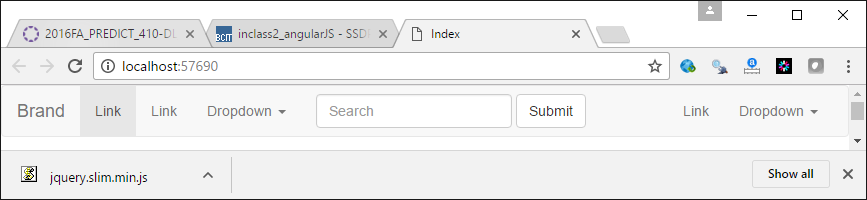 2016FA_PREDICT_410-DL
BCIT inclass2_angularJS - SSD
Index
localhost:57690
Brand Link Link Dropdown Search Submit Link Dropdown
jquery.slim.min.js Show all